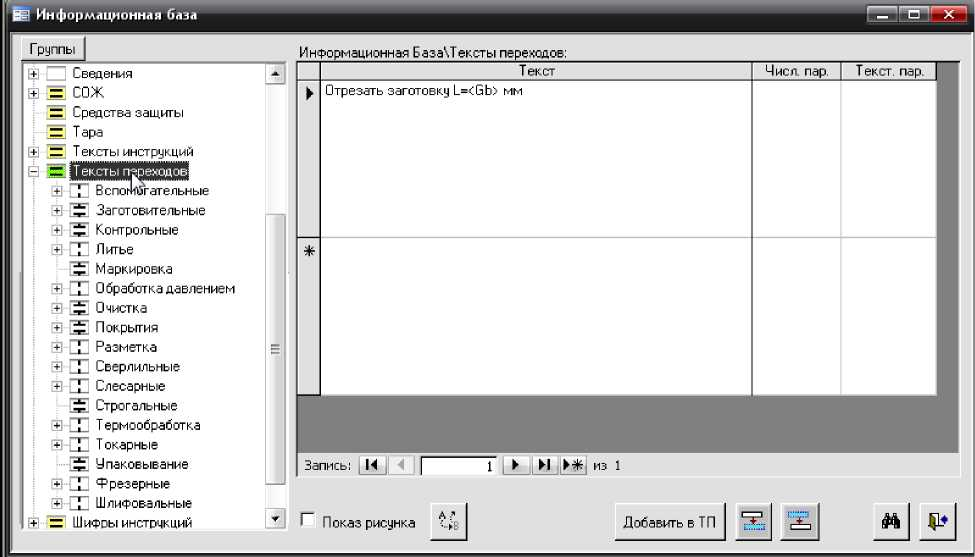 Информационная база
Группы
Сведения
СОЖ
Средства защиты
Тара
Тексты инструкций
Тексты переходов
Вспомогательные
Заготовительные
Контрольные
Литье
Маркировка
Обработка давлением
Очистка
Покрытия
Разметка
Сверлильные
Слесарные
Строгальные
Термообработка
Токарные
Упаковывание
Фрезерные
Шлифовальные
Шифры инструкций
Информационная База\Тексты переходов:
Текст Числ. пар. Текст. пар.
Отрезать заготовку L=<Gb> мм
Запись: 1 из 1
Показ рисунка
Добавить в ТП